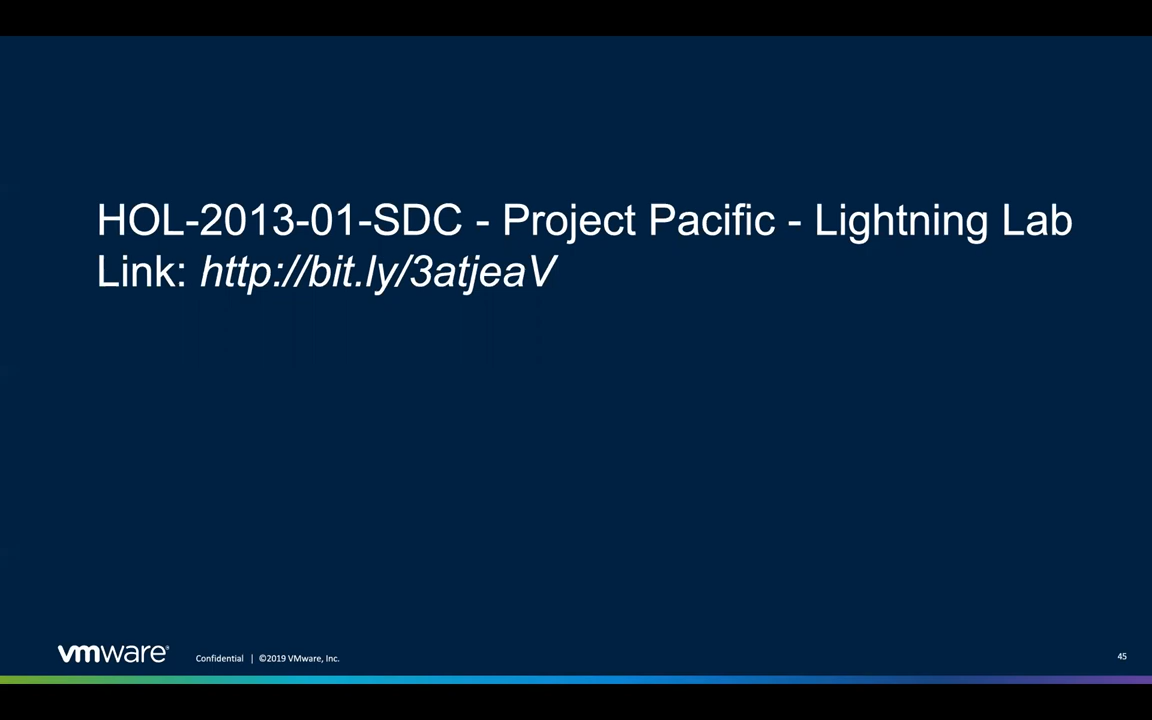 HOL-2013-01-SDC - Project Pacific - Lightning Lab
Link: http://bit.ly/3atjeaV
vmware®
Confidential | ©2019 VMware, Inc.
45